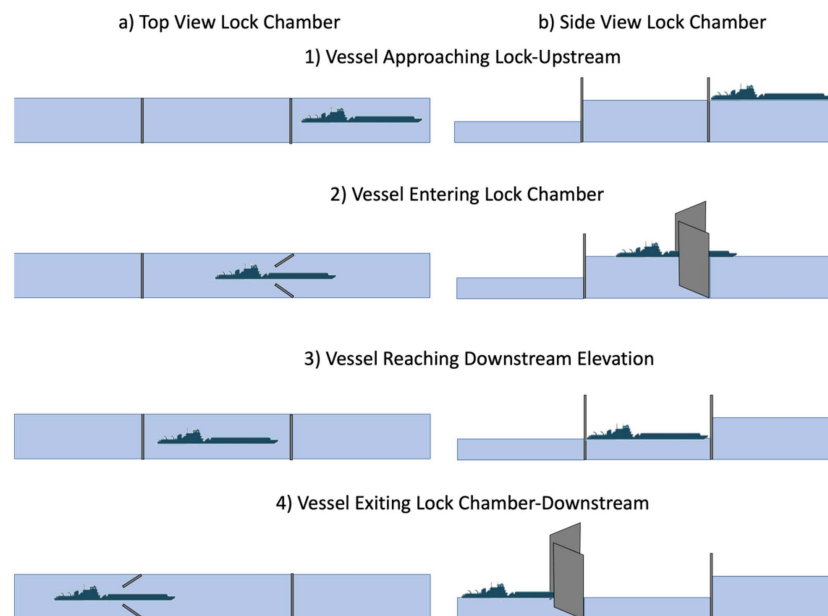 a) Top View Lock Chamber
b) Side View Lock Chamber
1) Vessel Approaching Lock-Upstream
2) Vessel Entering Lock Chamber
3) Vessel Reaching Downstream Elevation
4) Vessel Exiting Lock Chamber-Downstream